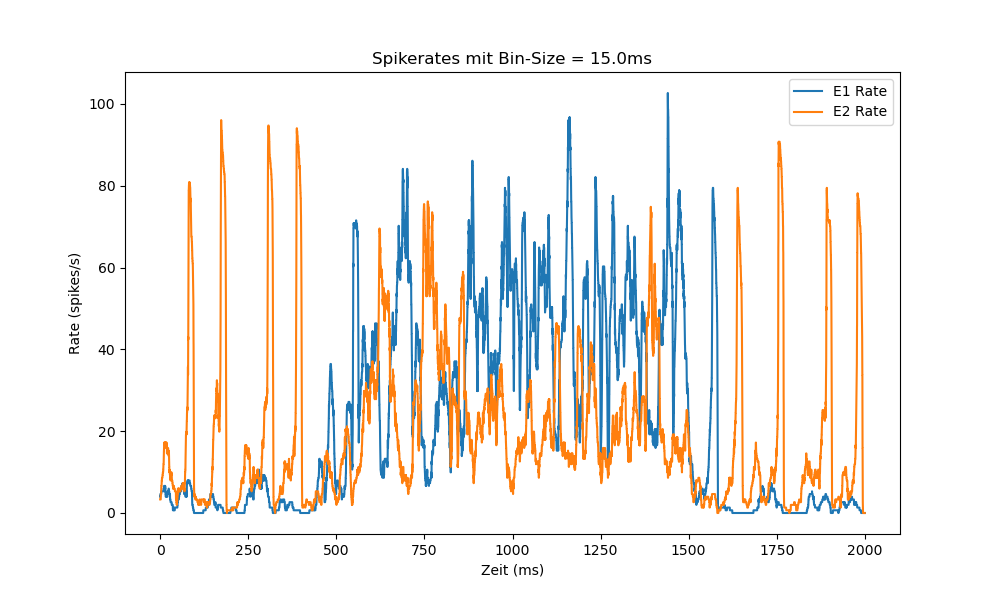 Spikerates mit Bin-Size = 15.0ms
E1 Rate
E2 Rate
Rate (spikes/s)
100
80
60
40
20
0
0 250 500 750 1000 1250 1500 1750 2000
Zeit (ms)